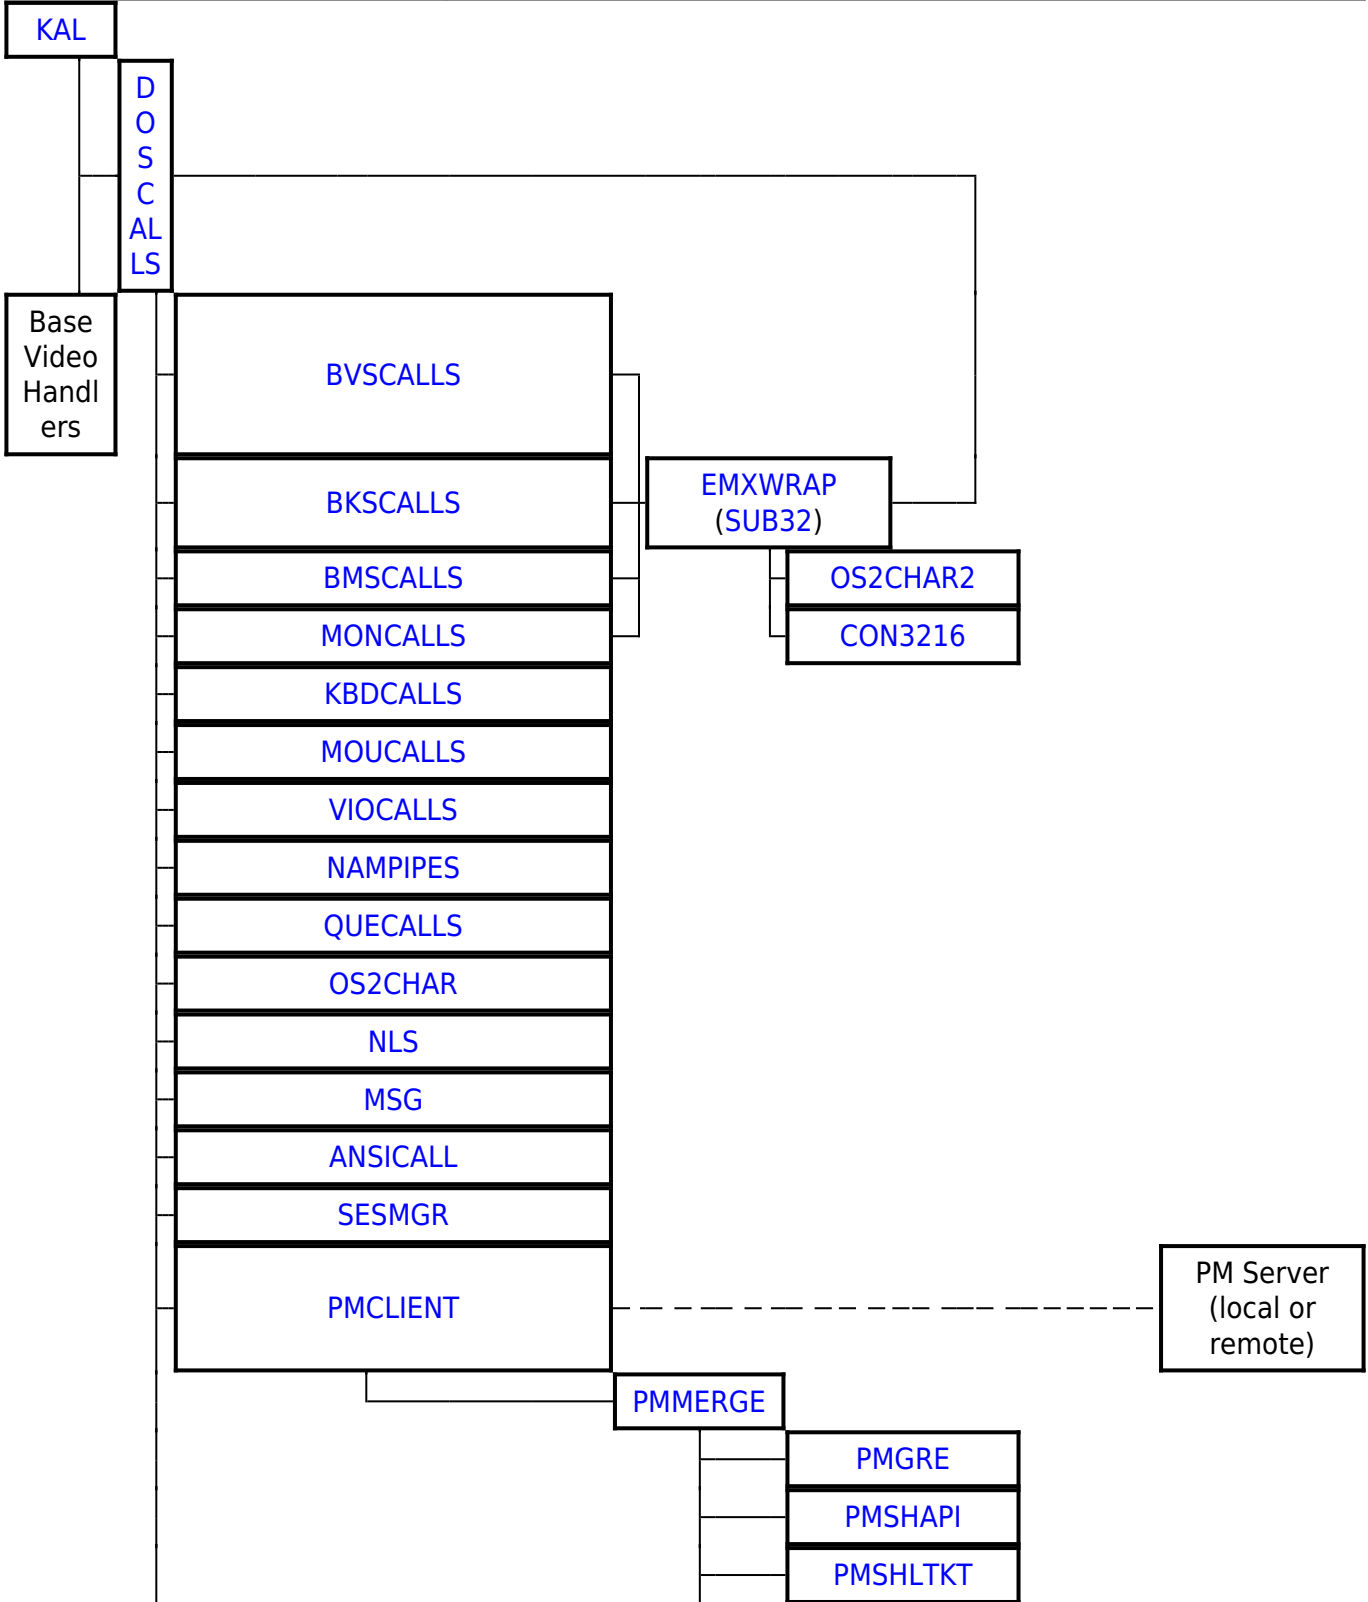 KAL
D
O
S
C
AL
LS
Base
Video
Handl
ers
BVSCALLS
BKSCALLS
EMXWRAP
(SUB32)
BMSCALLS
OS2CHAR2
MONCALLS
CON3216
KBDCALLS
MOUCALLS
VIOCALLS
NAMPIPES
QUECALLS
OS2CHAR
NLS
MSG
ANSICALL
SESMGR
PMCLIENT
PM Server
(local or
remote)
PMMERGE
PMGRE
PMSHAPI
PMSHLTKT